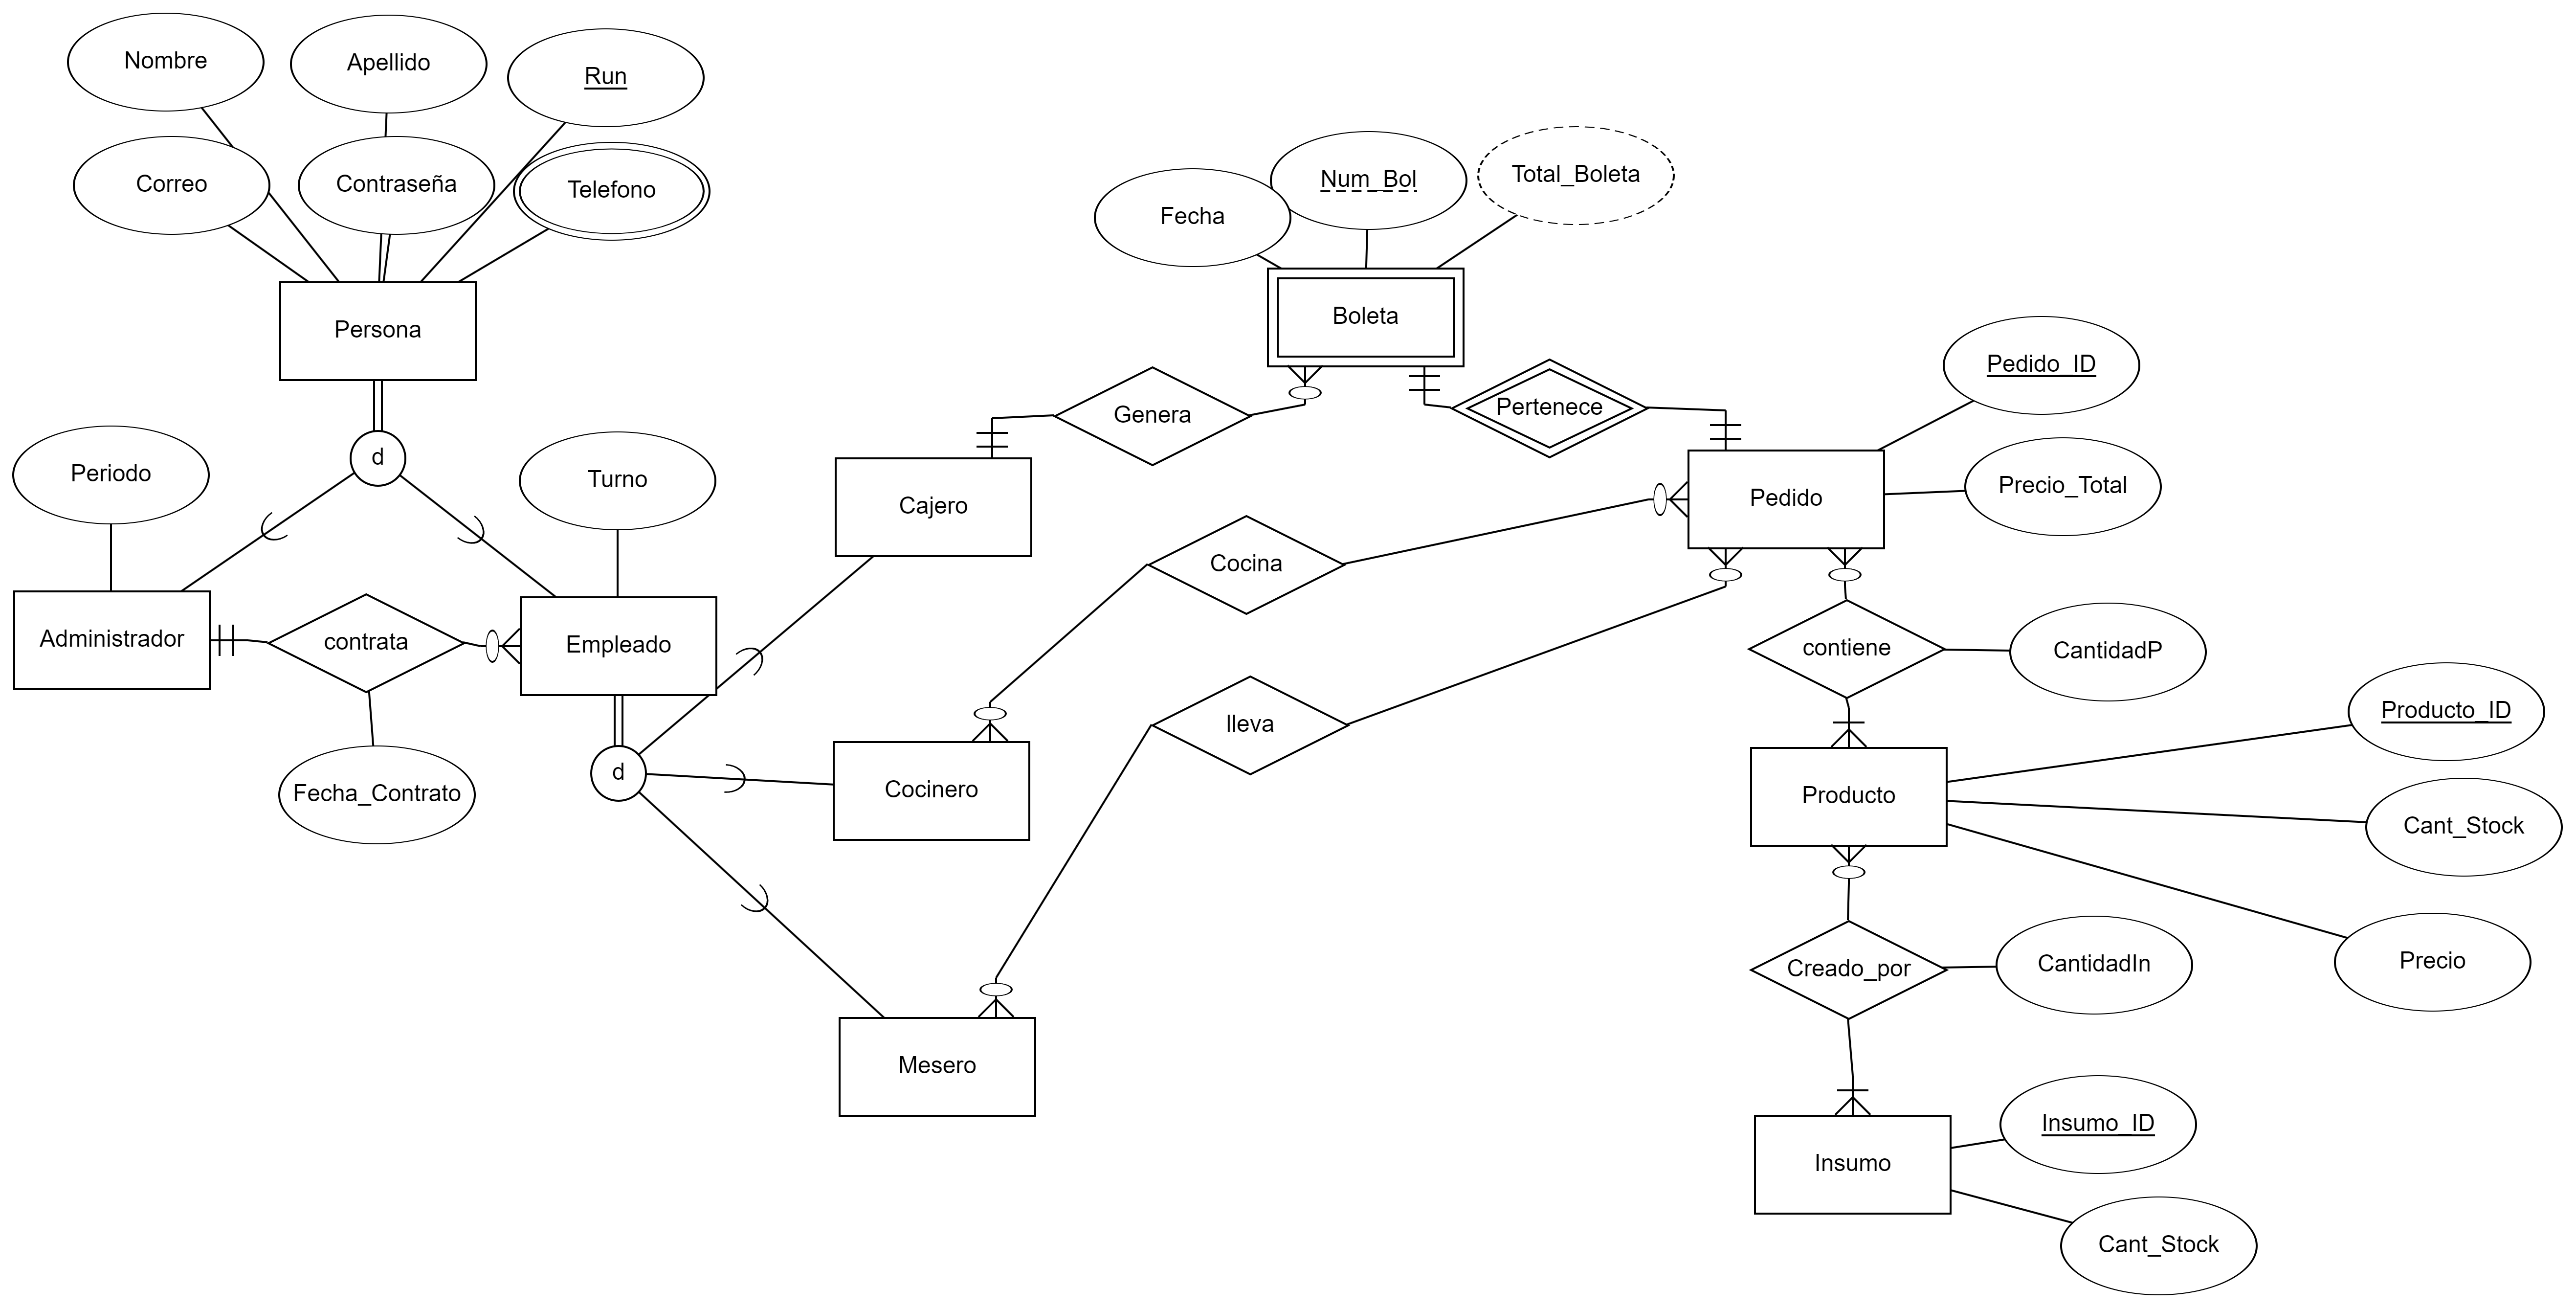 Nombre
Apellido
Run
Correo
Contraseña
Telefono
Persona
d
Periodo
Turno
Administrador
contrata
Empleado
Fecha_Contrato
d
Cajero
Cocinero
Mesero
Fecha
Num_Bol
Total_Boleta
Boleta
Genera
Pertenece
Cocina
lleva
Pedido_ID
Precio_Total
Pedido
contiene
CantidadP
Producto_ID
Cant_Stock
Precio
Producto
Creado_por
CantidadIn
Insumo_ID
Insumo
Cant_Stock